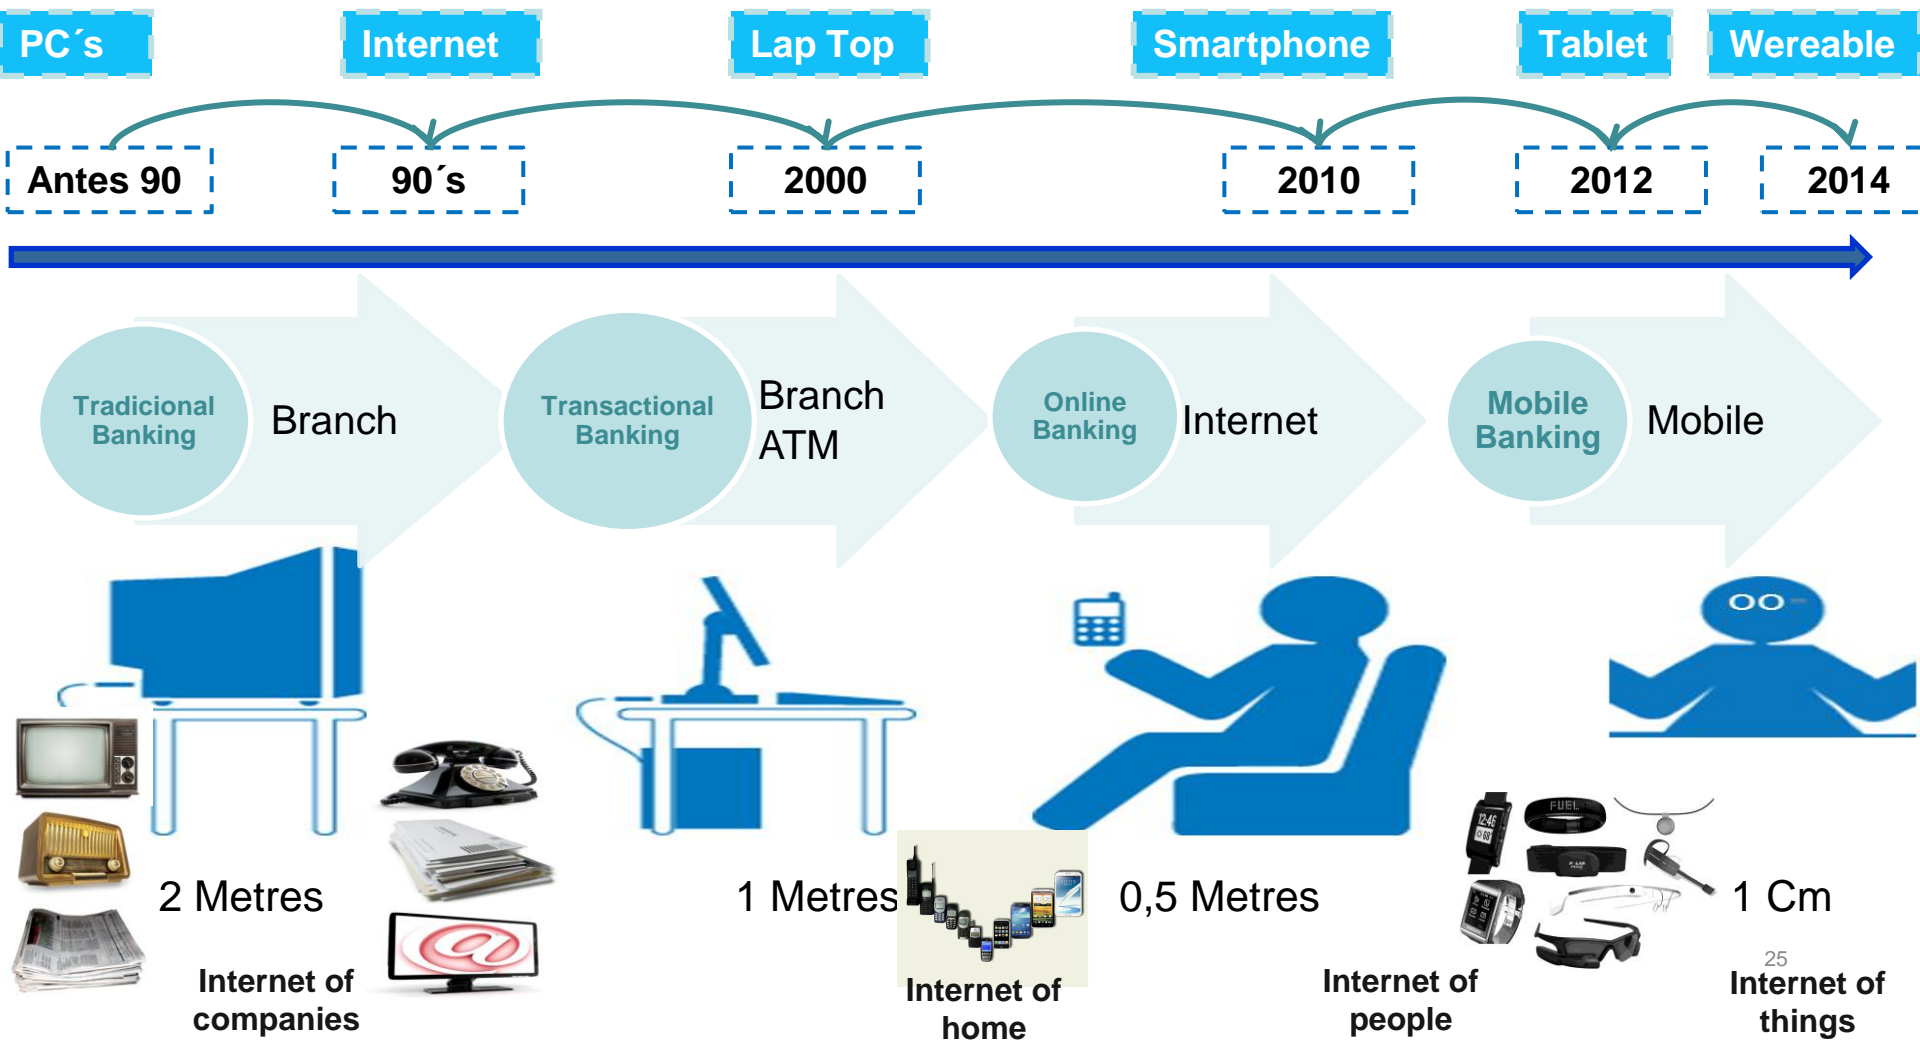 PC´s
Internet
Lap Top
Smartphone
Tablet
Wereable
Antes 90
90´s
2000
2010
2012
2014
Tradicional
Banking
Branch
Transactional
Banking
Branch
ATM
Online
Banking
Internet
Mobile
Banking
Mobile
FUEL
12:46
2 Metres
1 Metres
0,5 Metres
1 Cm
25
Internet of
companies
Internet of
home
Internet of
people
Internet of
things